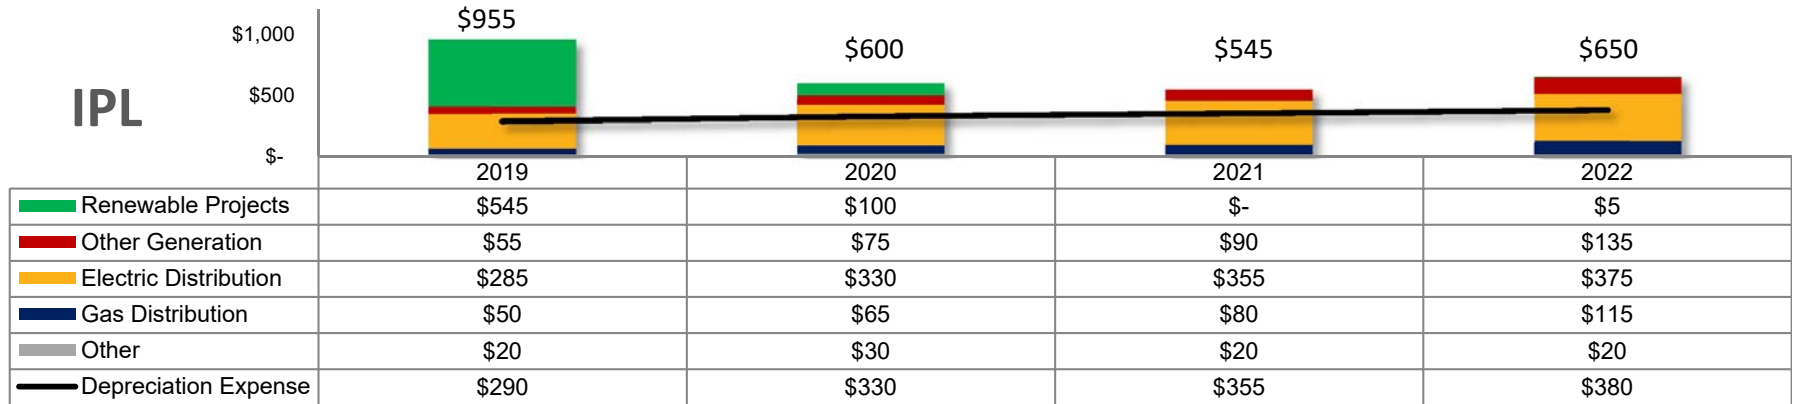 $955
$1,000
$600
$545
$650
$500
IPL
$-
2019 2020 2021 2022
Renewable Projects $545 $100 $- $5
Other Generation $55 $75 $90 $135
Electric Distribution $285 $330 $355 $375
Gas Distribution $50 $65 $80 $115
Other $20 $30 $20 $20
Depreciation Expense $290 $330 $355 $380